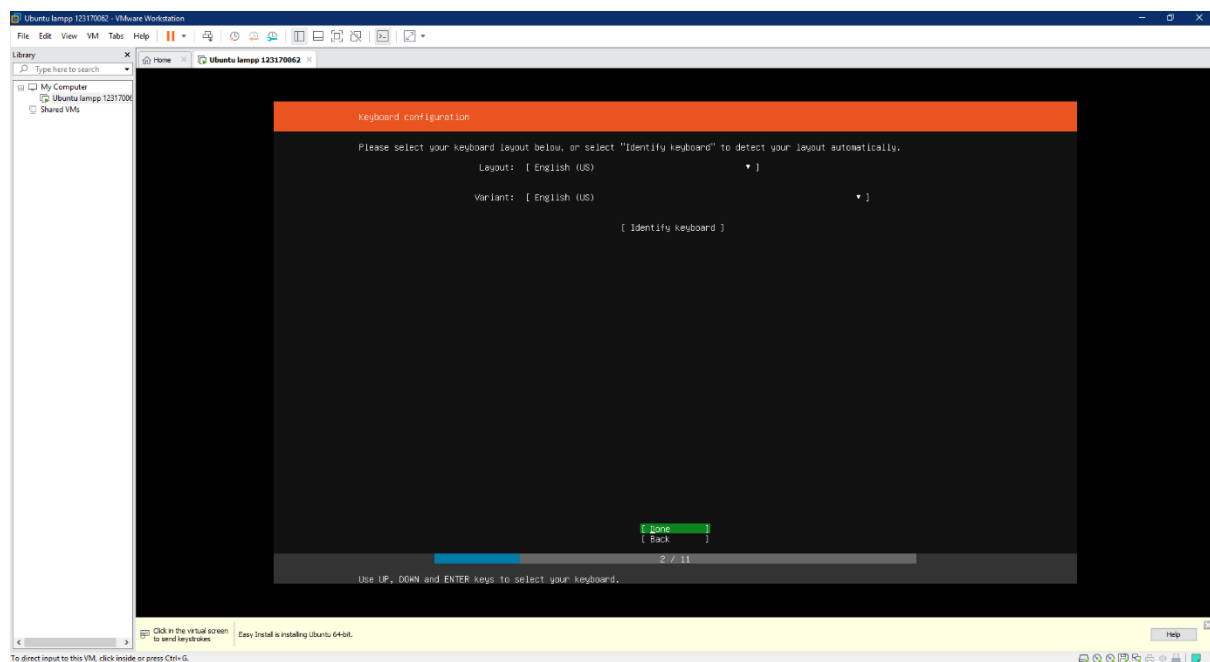 Ubuntu lampp 123170062 - VMware Workstation
File Edit View VM Tabs Help
Library
Home
Ubuntu lampp 123170062
Type here to search
My Computer
Ubuntu lampp 1231700
Shared VMs
Keyboard configuration
Please select your keyboard layout below, or select "Identify keyboard" to detect your layout automatically.
Layout: [ English (US) ▾ ]
Variant: [ English (US) ▾ ]
[ Identify keyboard ]
[ Done ]
[ Back ]
2 / 11
Use UP, DOWN and ENTER keys to select your keyboard.
Click in the virtual screen
to send keystrokes
Easy Install is installing Ubuntu 64-bit.
Help
To direct input to this VM, click inside or press Ctrl+G.